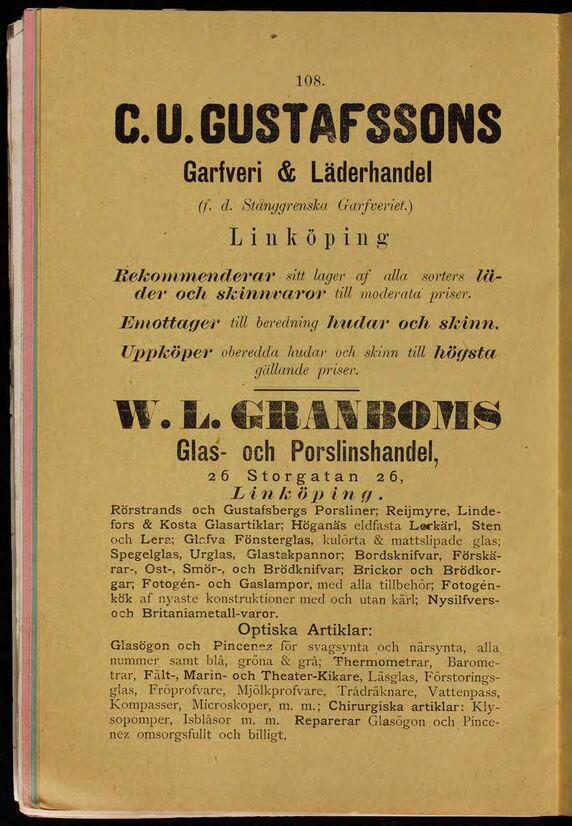 108.
C. U. GUSTAFSSONS
Garfveri & Läderhandel
(f. d. Stånggrenska Garfveriet.)
Linköping
Rekommenderar sitt lager af alla sorters lä-
der och skinnvaror till moderata priser.
Emottager till beredning hudar och skinn.
Uppköper oberedda hudar och skinn till högsta
gällande priser.
W. L. GRANBOMS
Glas- och Porslinshandel,
26 Storgatan 26,
Linköping.
Rörstrands och Gustafsbergs Porsliner; Reijmyre, Linde-
fors & Kosta Glasartiklar; Höganäs eldfasta Lerkärl, Sten
och Lera; Glafva Fönsterglas, kulörta & mattslipade glas;
Spegelglas, Urglas, Glastakpannor; Bordsknifvar, Förskä-
rar-, Ost-, Smör-, och Brödknifvar; Brickor och Brödkor-
gar; Fotogén- och Gaslampor, med alla tillbehör; Fotogén-
kök af nyaste konstruktioner med och utan kärl; Nysilfvers-
och Britaniametall-varor.
Optiska Artiklar:
Glasögon och Pincenez för svagsynta och närsynta, alla
nummer samt blå, gröna & grå; Thermometrar, Barome-
trar, Fält-, Marin- och Theater-Kikare, Läsglas, Förstorings-
glas, Fröprofvare, Mjölkprofvare, Trådräknare, Vattenpass,
Kompasser, Microskoper, m. m.; Chirurgiska artiklar: Kly-
sopomper, Isblåsor m. m. Reparerar Glasögon och Pince-
nez omsorgsfullt och billigt.